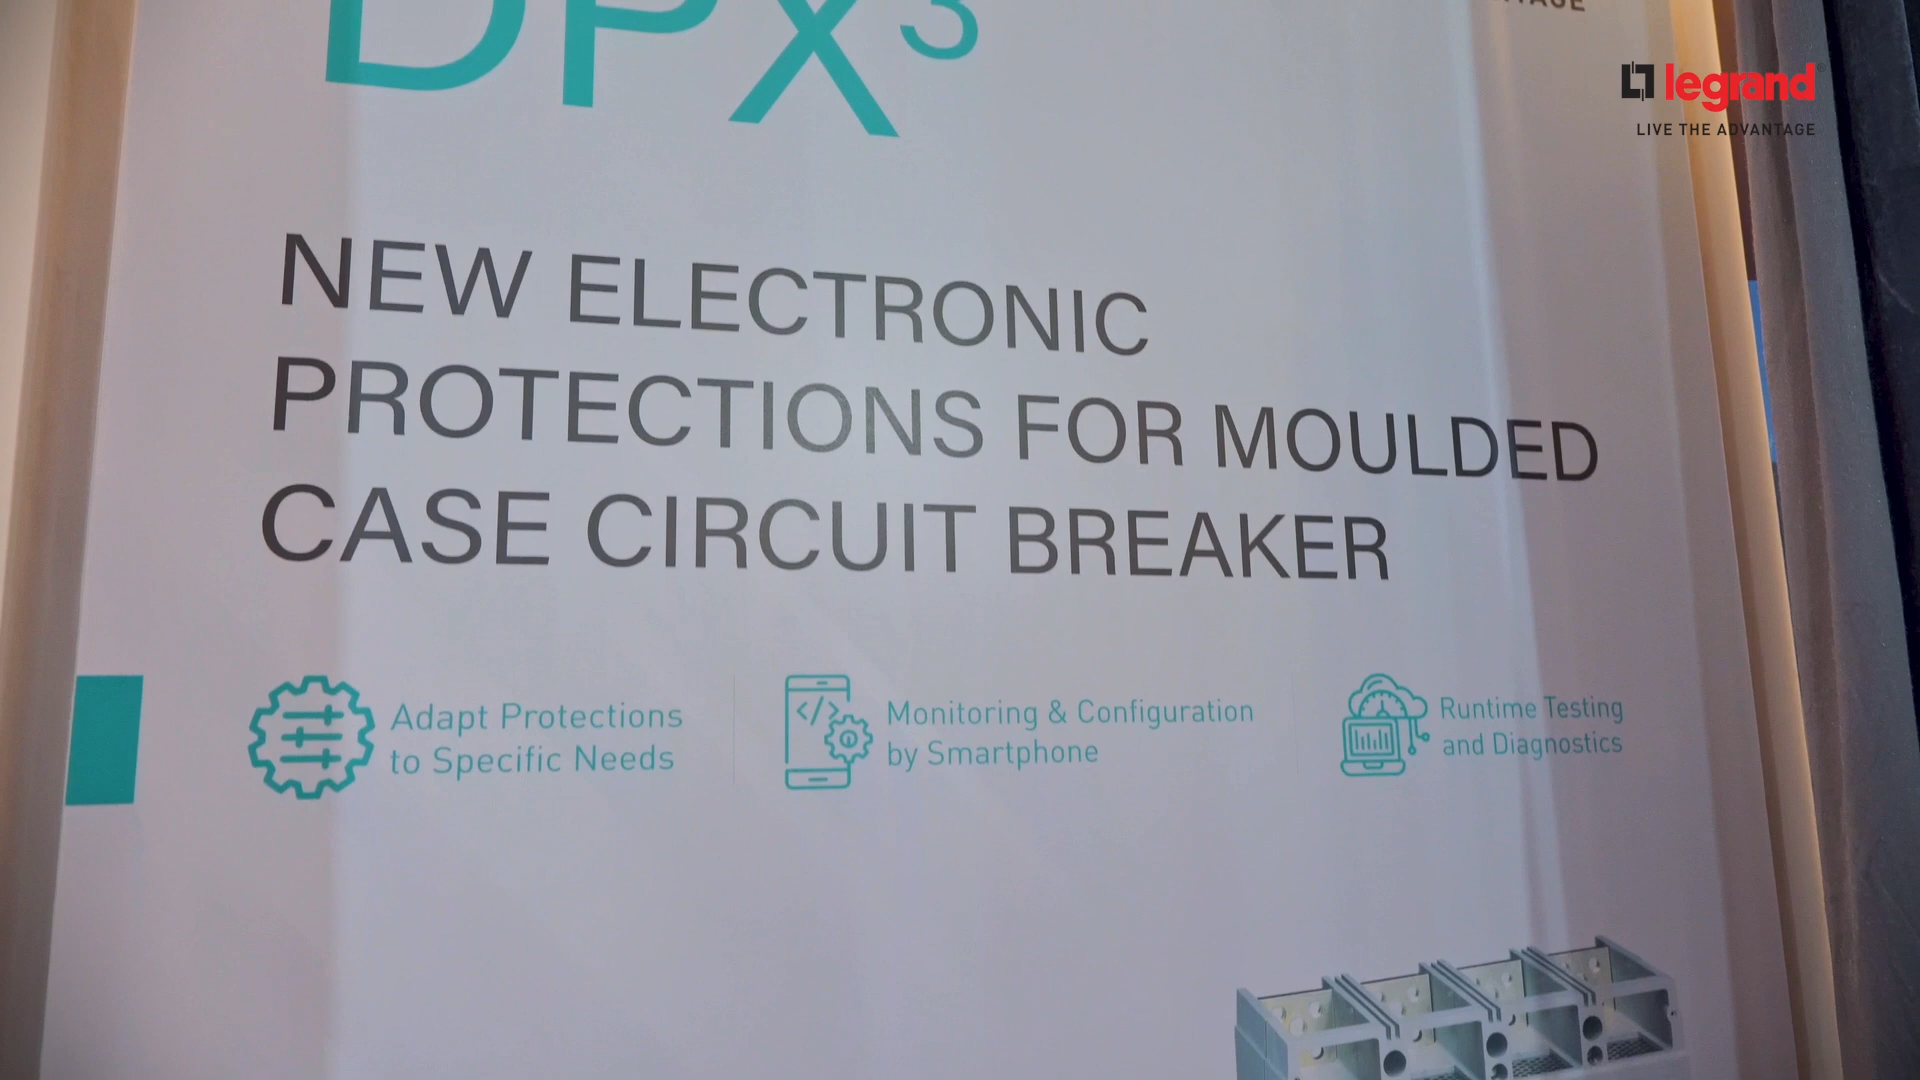 DPX³
legrand®
LIVE THE ADVANTAGE
NEW ELECTRONIC
PROTECTIONS FOR MOULDED
CASE CIRCUIT BREAKER
Adapt Protections
to Specific Needs
</>
Monitoring & Configuration
by Smartphone
Runtime Testing
and Diagnostics